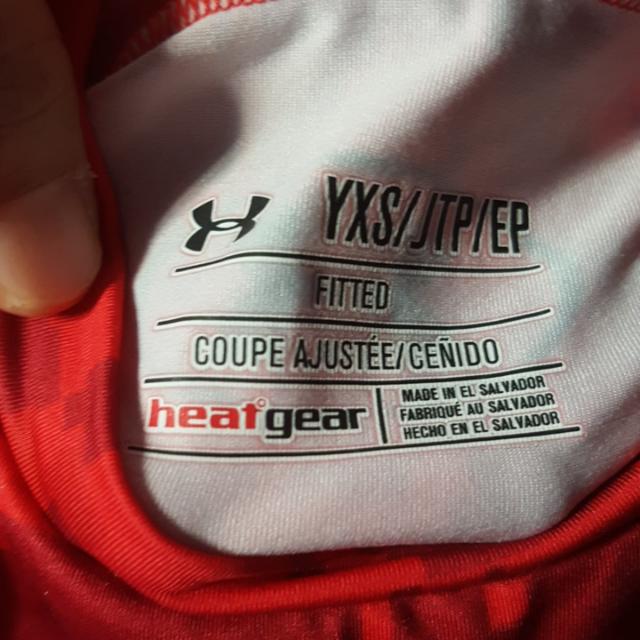 YXS/JTP/EP
FITTED
COUPE AJUSTÉE/CEÑIDO
heatgear
MADE IN EL SALVADOR
FABRIQUÉ AU SALVADOR
HECHO EN EL SALVADOR